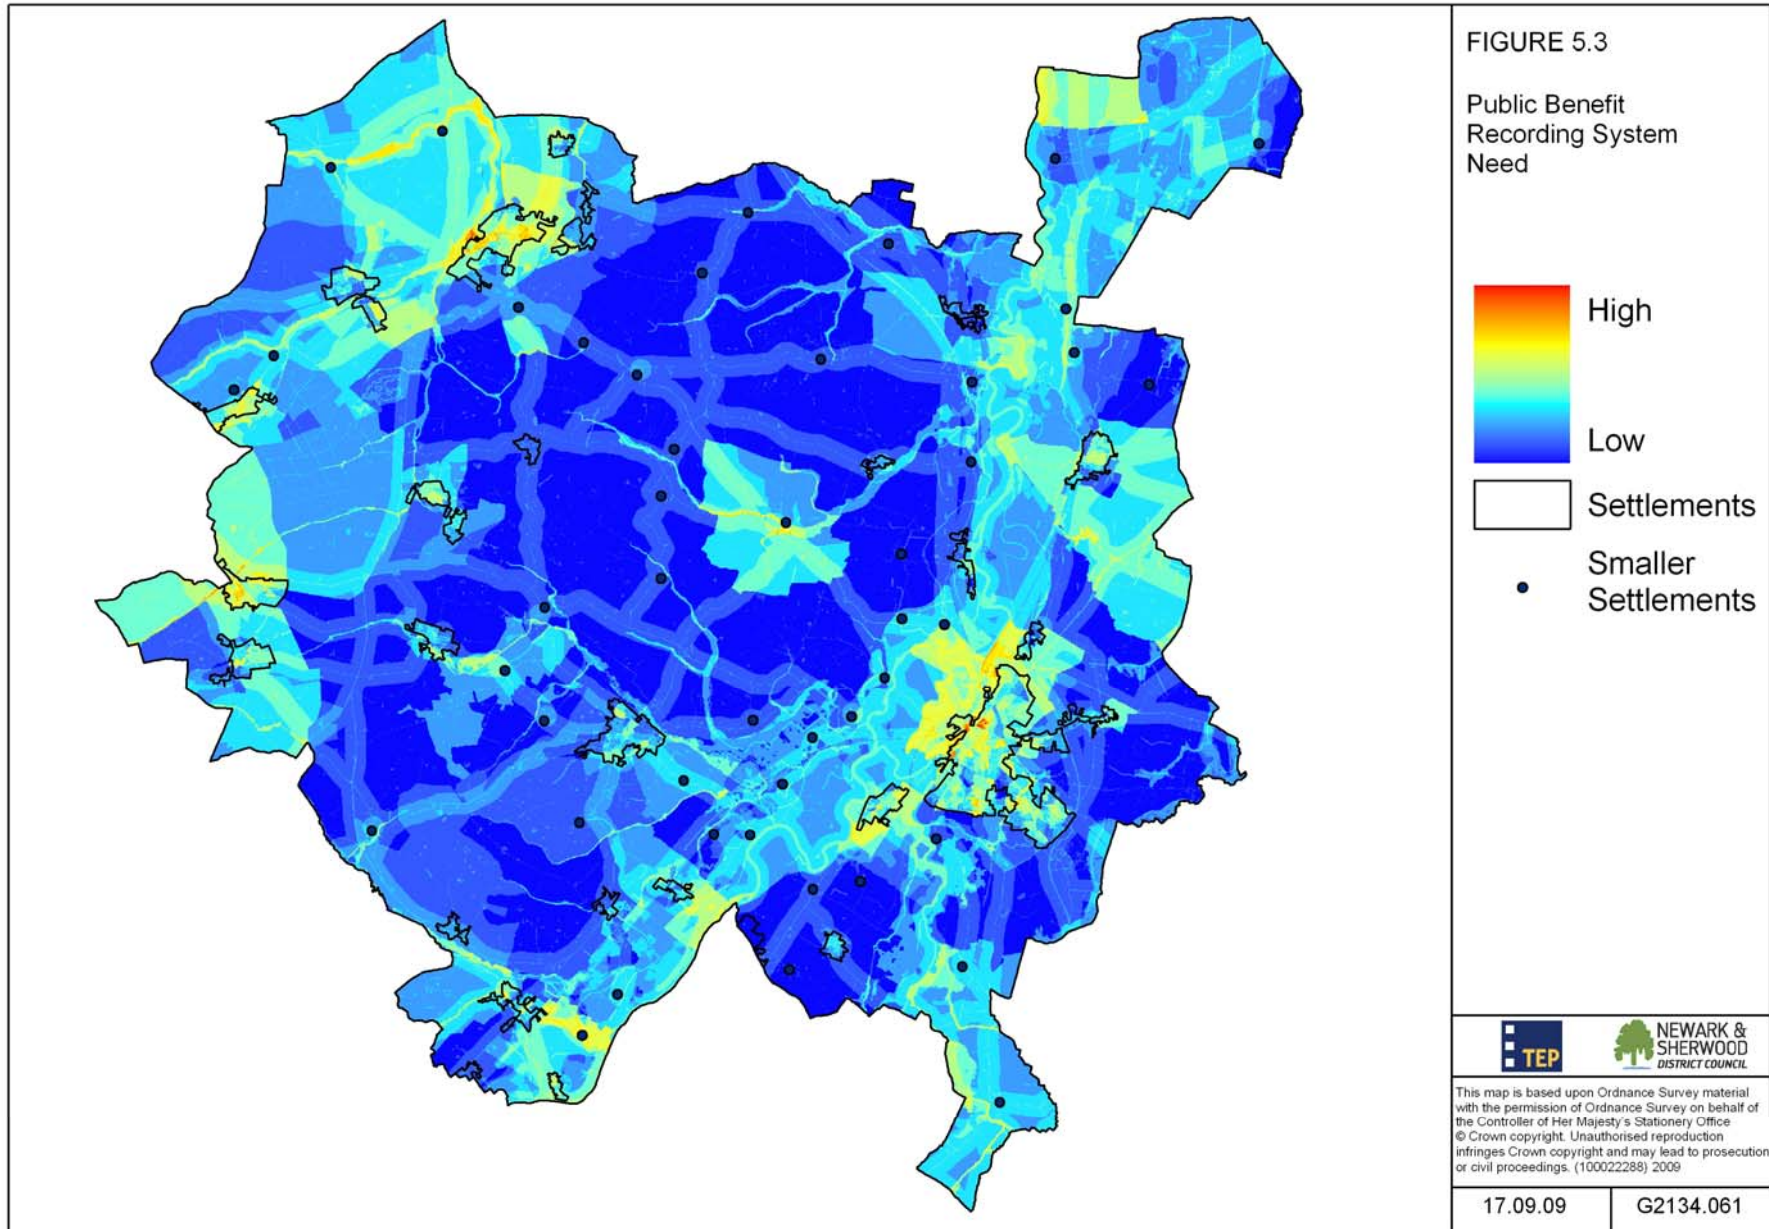 FIGURE 5.3
Public Benefit
Recording System
Need
High
Low
Settlements
Smaller
Settlements
TEP
NEWARK &
SHERWOOD
DISTRICT COUNCIL
This map is based upon Ordnance Survey material
with the permission of Ordnance Survey on behalf of
the Controller of Her Majesty's Stationery Office
© Crown copyright. Unauthorised reproduction
infringes Crown copyright and may lead to prosecution
or civil proceedings. (100022288) 2009
17.09.09
G2134.061